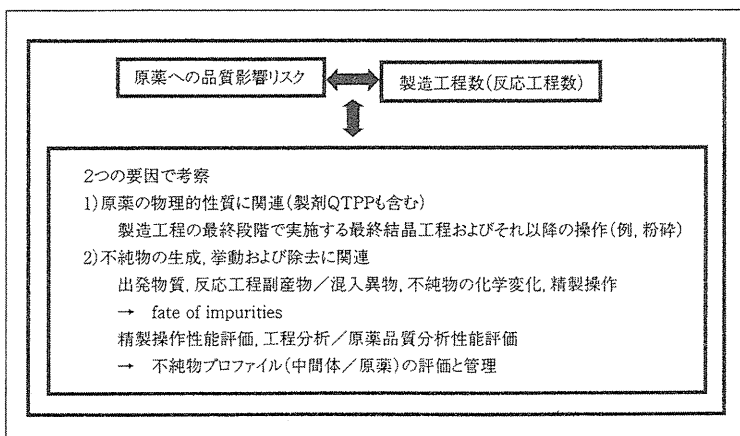 原薬への品質影響リスク
製造工程数(反応工程数)
2つの要因で考察
1)原薬の物理的性質に関連(製剤QTPPも含む)
製造工程の最終段階で実施する最終結晶工程およびそれ以降の操作(例, 粉砕)
2)不純物の生成, 挙動および除去に関連
出発物質, 反応工程副産物/混入異物, 不純物の化学変化, 精製操作
→ fate of impurities
精製操作性能評価, 工程分析/原薬品質分析性能評価
→ 不純物プロファイル(中間体/原薬)の評価と管理